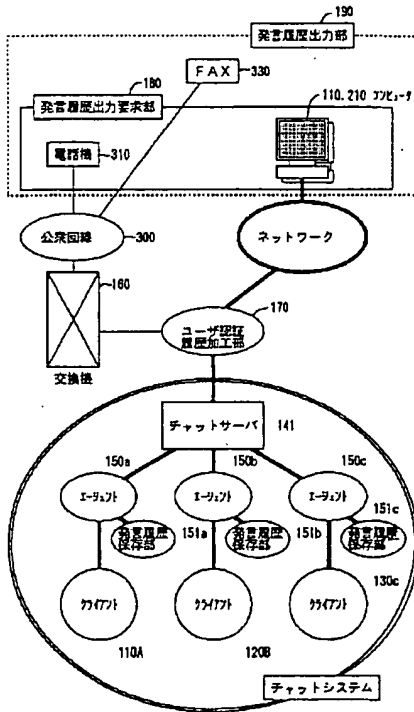 190
発言履歴出力部
FAX
330
180
発言履歴出力要求部
110,210 コンピュータ
電話機
310
公衆回線
300
ネットワーク
160
170
ユーザ認証
履歴加工部
交換機
チャットサーバ
141
150a
150b
150c
エージェント
エージェント
エージェント
151c
発言履歴
保存部
151a
発言履歴
保存部
151b
発言履歴
保存部
130c
クライアント
クライアント
クライアント
110A
120B
チャットシステム